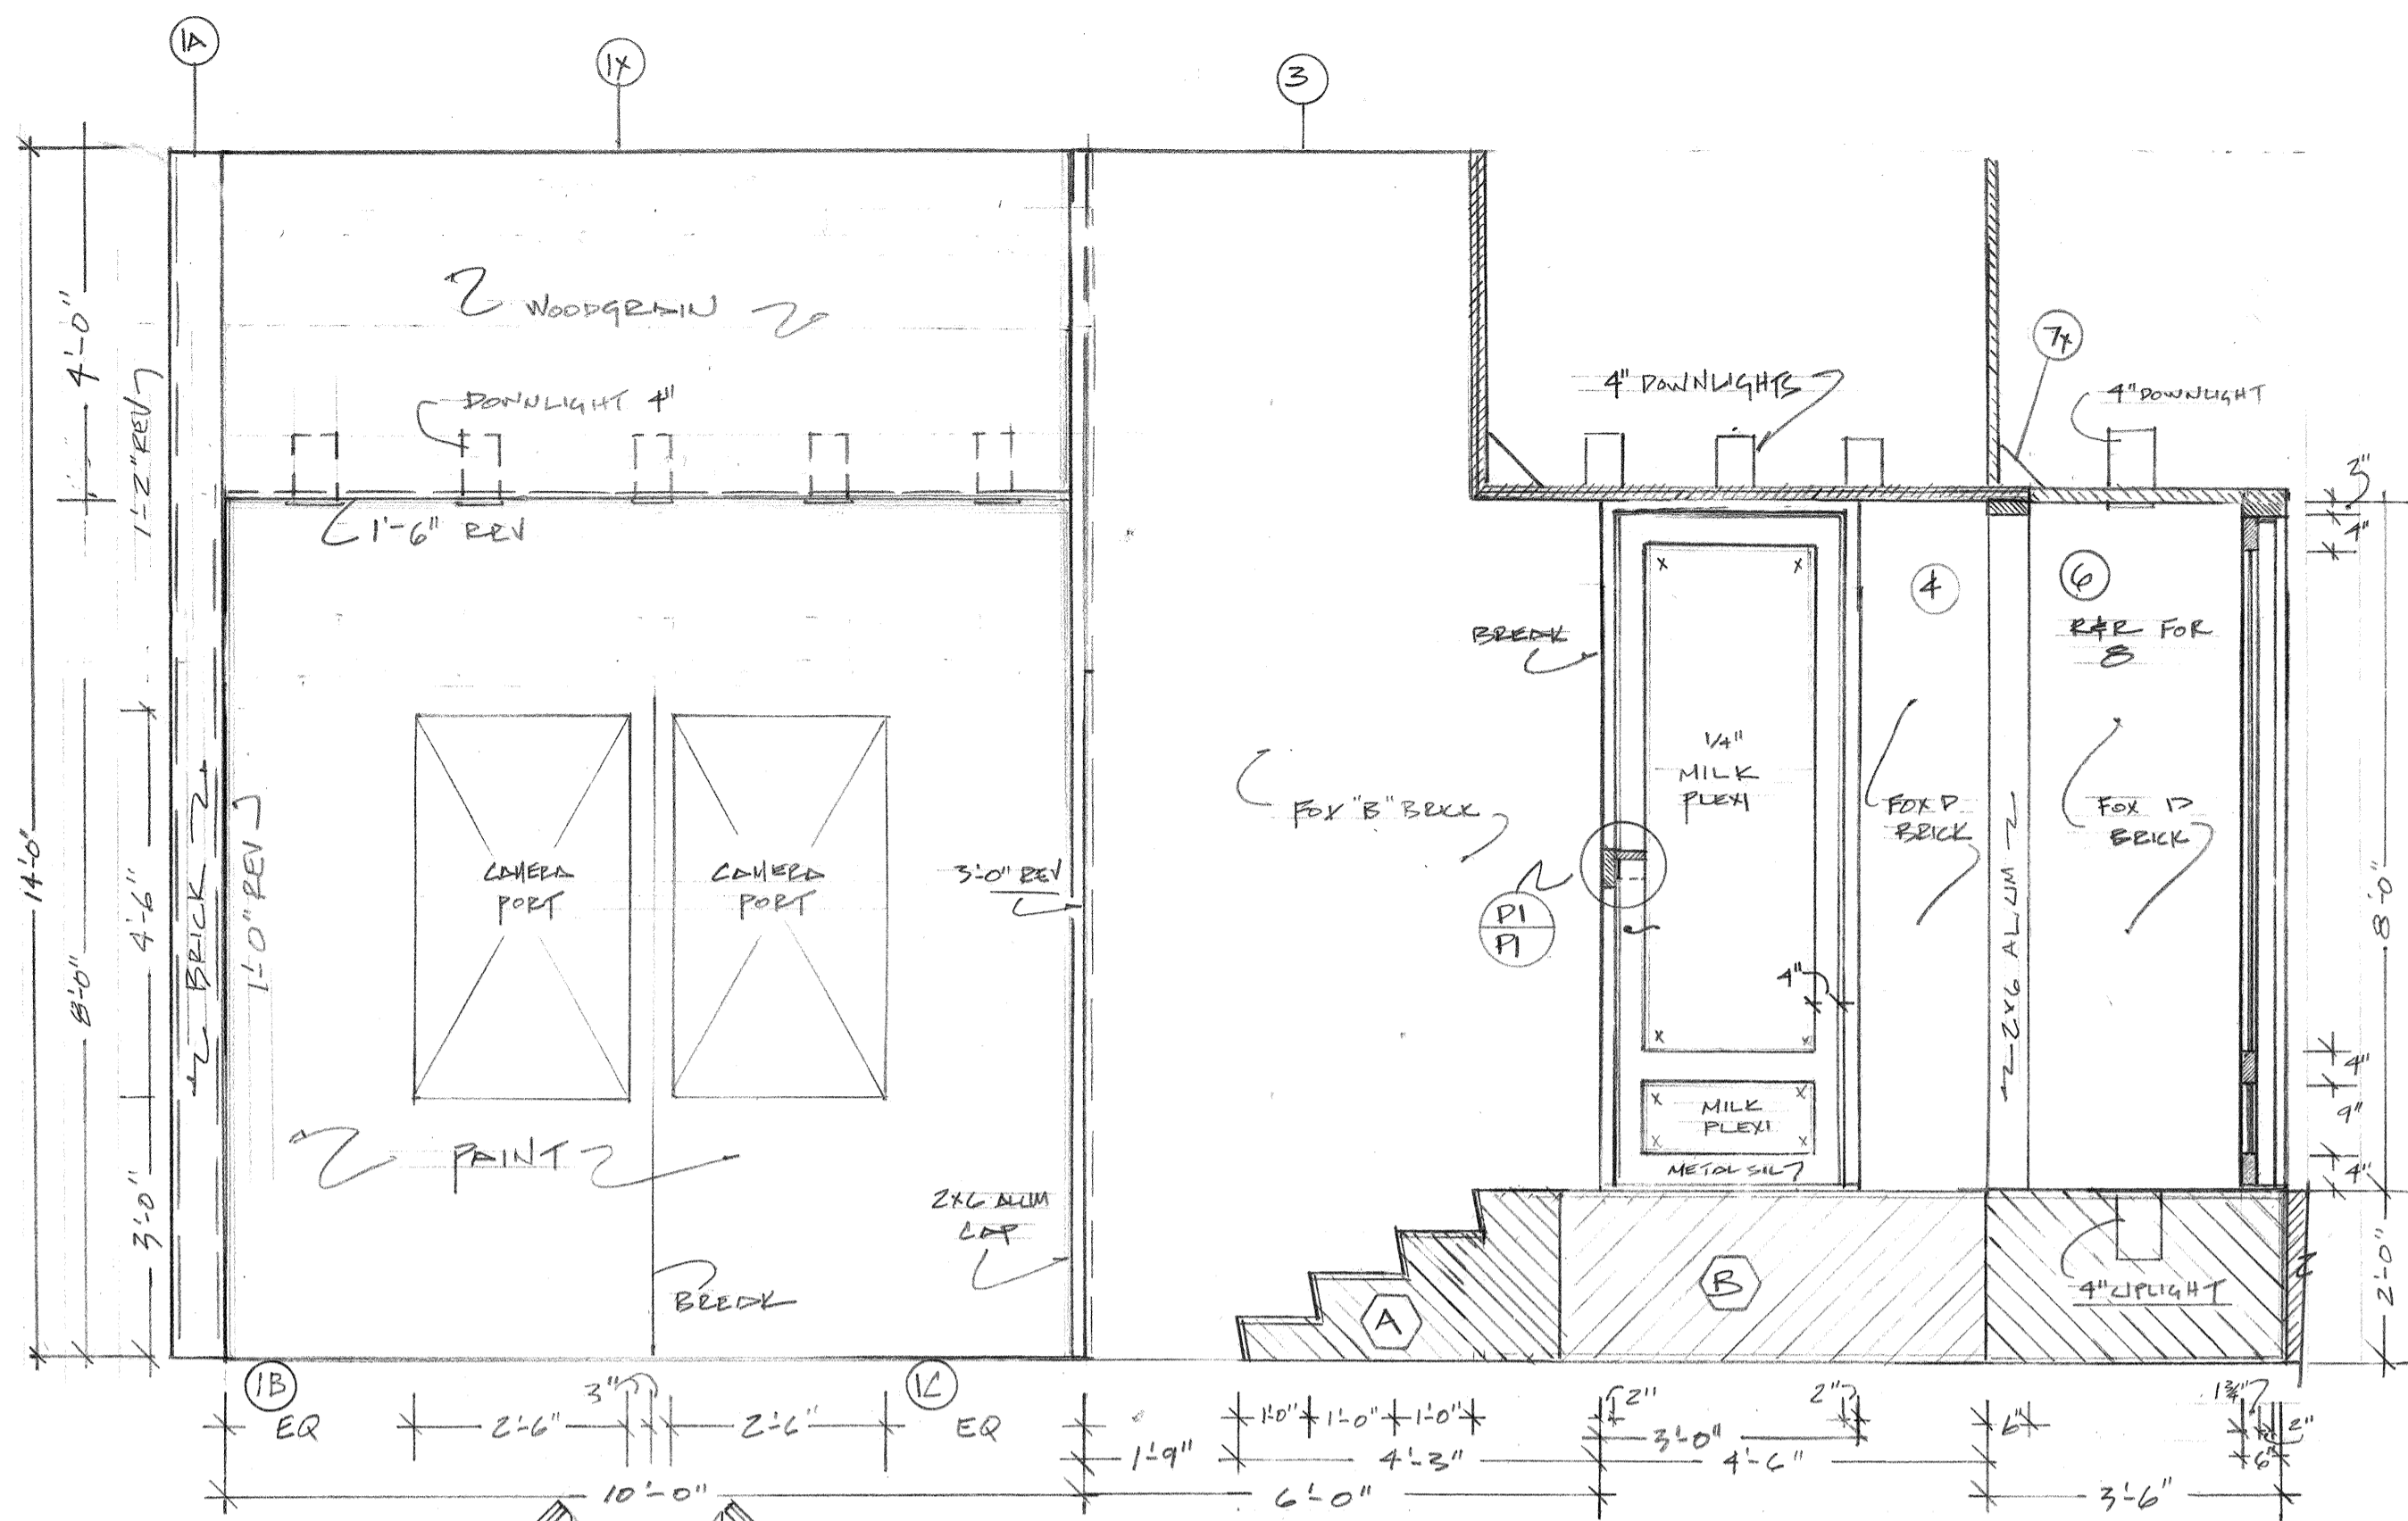 1A
1X
3
WOODGRAIN
DOWNLIGHT 4"
1'-6" REV
4" DOWNLIGHTS
7X
4" DOWNLIGHT
14'-0"
4'-0"
8'-0"
1'-2" REV
4'-6"
3'-0"
BRICK
1'-0" REV
CAMERA
PORT
CAMERA
PORT
3'-0" REV
PAINT
2X6 ALUM
CAP
BREAK
FOX "B" BRCK
BREAK
P1
P1
1/4"
MILK
PLEXI
4"
MILK
PLEXI
METAL SIL
4
FOX D
BRICK
2X6 ALUM
6
R&R FOR
8
FOX D
BRICK
4" UPLIGHT
A
B
3"
4"
8'-0"
4"
9"
4"
2'-0"
1B
1C
EQ
2'-6"
3"
2'-6"
EQ
10'-0"
1'-9"
1'-0"
1'-0"
1'-0"
4'-3"
6'-0"
2"
2"
3'-0"
4'-6"
6"
1 3/4"
2"
6"
3'-6"